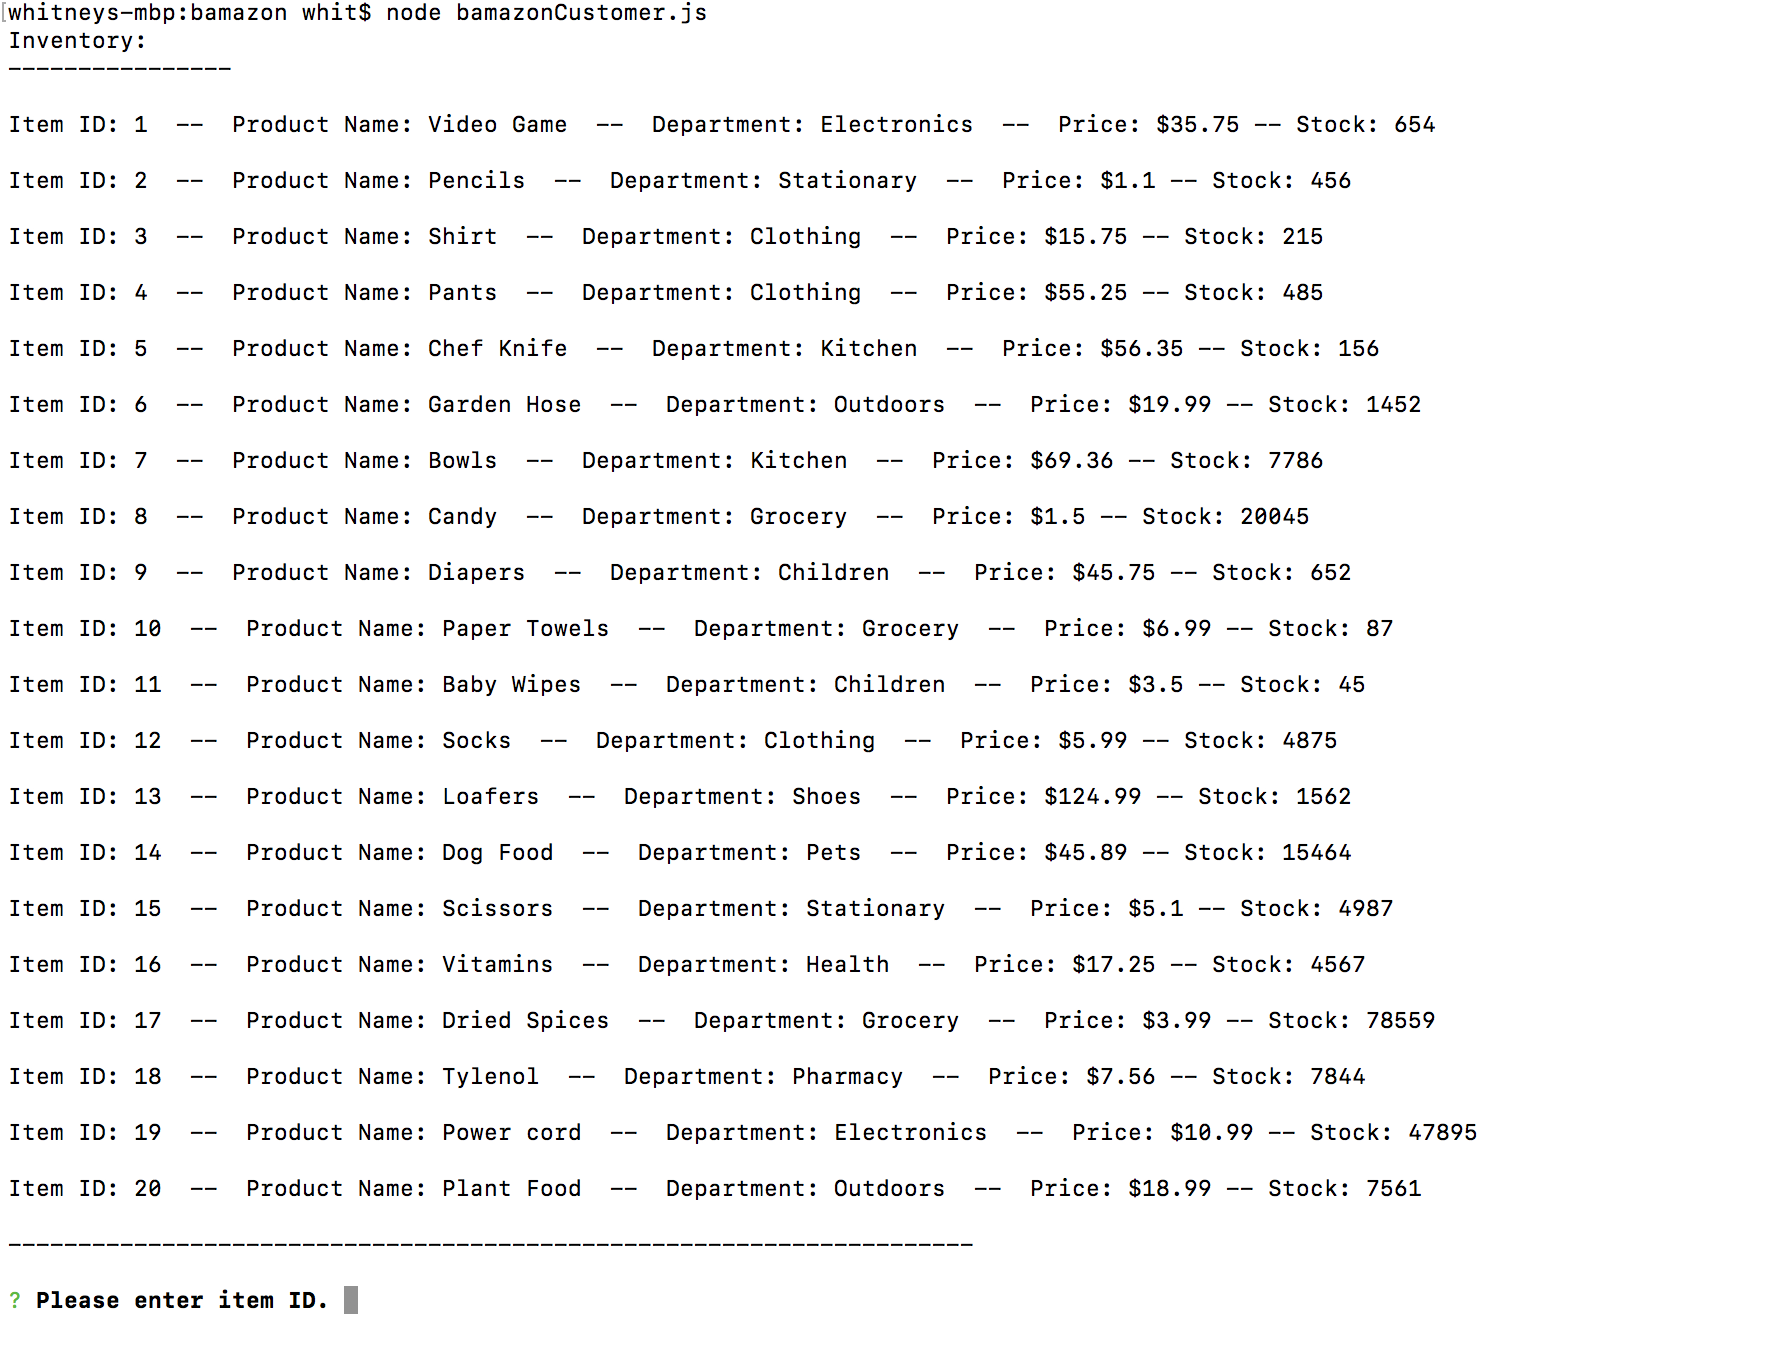 [whitneys-mbp:bamazon whit$ node bamazonCustomer.js
Inventory:
----------------
Item ID: 1  --  Product Name: Video Game  --  Department: Electronics  --  Price: $35.75 -- Stock: 654
Item ID: 2  --  Product Name: Pencils  --  Department: Stationary  --  Price: $1.1 -- Stock: 456
Item ID: 3  --  Product Name: Shirt  --  Department: Clothing  --  Price: $15.75 -- Stock: 215
Item ID: 4  --  Product Name: Pants  --  Department: Clothing  --  Price: $55.25 -- Stock: 485
Item ID: 5  --  Product Name: Chef Knife  --  Department: Kitchen  --  Price: $56.35 -- Stock: 156
Item ID: 6  --  Product Name: Garden Hose  --  Department: Outdoors  --  Price: $19.99 -- Stock: 1452
Item ID: 7  --  Product Name: Bowls  --  Department: Kitchen  --  Price: $69.36 -- Stock: 7786
Item ID: 8  --  Product Name: Candy  --  Department: Grocery  --  Price: $1.5 -- Stock: 20045
Item ID: 9  --  Product Name: Diapers  --  Department: Children  --  Price: $45.75 -- Stock: 652
Item ID: 10  --  Product Name: Paper Towels  --  Department: Grocery  --  Price: $6.99 -- Stock: 87
Item ID: 11  --  Product Name: Baby Wipes  --  Department: Children  --  Price: $3.5 -- Stock: 45
Item ID: 12  --  Product Name: Socks  --  Department: Clothing  --  Price: $5.99 -- Stock: 4875
Item ID: 13  --  Product Name: Loafers  --  Department: Shoes  --  Price: $124.99 -- Stock: 1562
Item ID: 14  --  Product Name: Dog Food  --  Department: Pets  --  Price: $45.89 -- Stock: 15464
Item ID: 15  --  Product Name: Scissors  --  Department: Stationary  --  Price: $5.1 -- Stock: 4987
Item ID: 16  --  Product Name: Vitamins  --  Department: Health  --  Price: $17.25 -- Stock: 4567
Item ID: 17  --  Product Name: Dried Spices  --  Department: Grocery  --  Price: $3.99 -- Stock: 78559
Item ID: 18  --  Product Name: Tylenol  --  Department: Pharmacy  --  Price: $7.56 -- Stock: 7844
Item ID: 19  --  Product Name: Power cord  --  Department: Electronics  --  Price: $10.99 -- Stock: 47895
Item ID: 20  --  Product Name: Plant Food  --  Department: Outdoors  --  Price: $18.99 -- Stock: 7561
---------------------------------------------------------------------
? Please enter item ID.